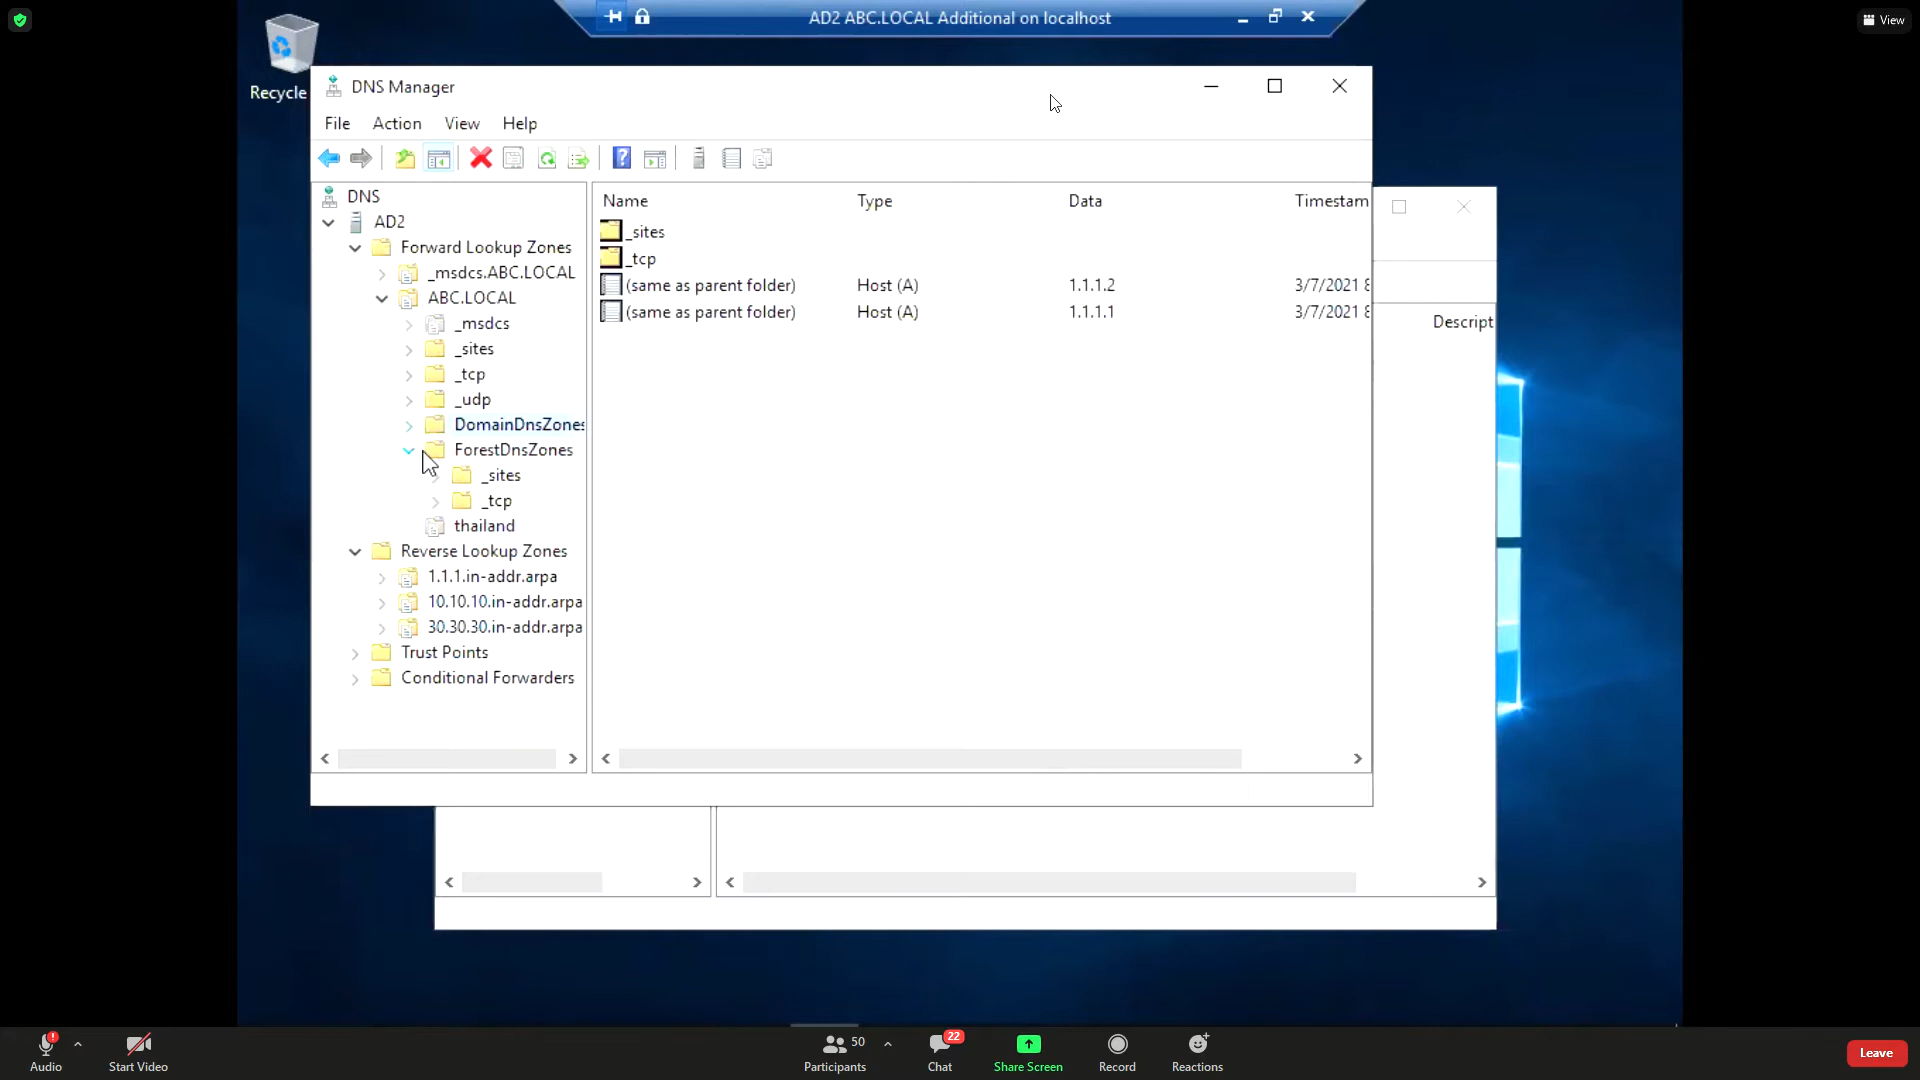 AD2 ABC.LOCAL Additional on localhost
View
Recycle
DNS Manager
File Action View Help
DNS
AD2
Forward Lookup Zones
_msdcs.ABC.LOCAL
ABC.LOCAL
_msdcs
_sites
_tcp
_udp
DomainDnsZones
ForestDnsZones
_sites
_tcp
thailand
Reverse Lookup Zones
1.1.1.in-addr.arpa
10.10.10.in-addr.arpa
30.30.30.in-addr.arpa
Trust Points
Conditional Forwarders
Name Type Data Timestam
_sites
_tcp
(same as parent folder) Host (A) 1.1.1.2 3/7/2021 8
(same as parent folder) Host (A) 1.1.1.1 3/7/2021 8
Descript
Audio
Start Video
50
Participants
22
Chat
Share Screen
Record
Reactions
Leave